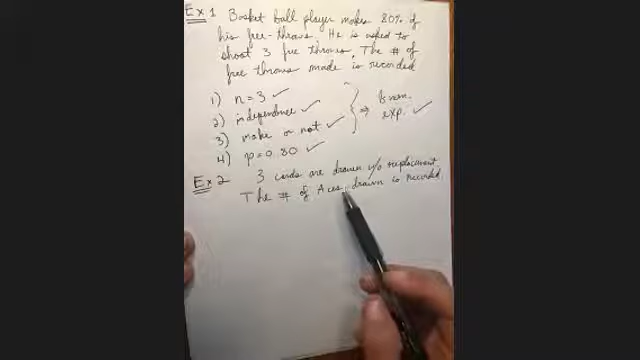 Ex 1 Basket ball player makes 80% of
his free-throws. He is asked to
shoot 3 free throws. The # of
free throws made is recorded
1) n = 3 ✓
2) independence ✓
3) make or not ✓
4) p = 0.80 ✓
} ⇒ Binom.
exp. ✓
Ex 2 3 cards are drawn w/o replacement
The # of Aces drawn is recorded